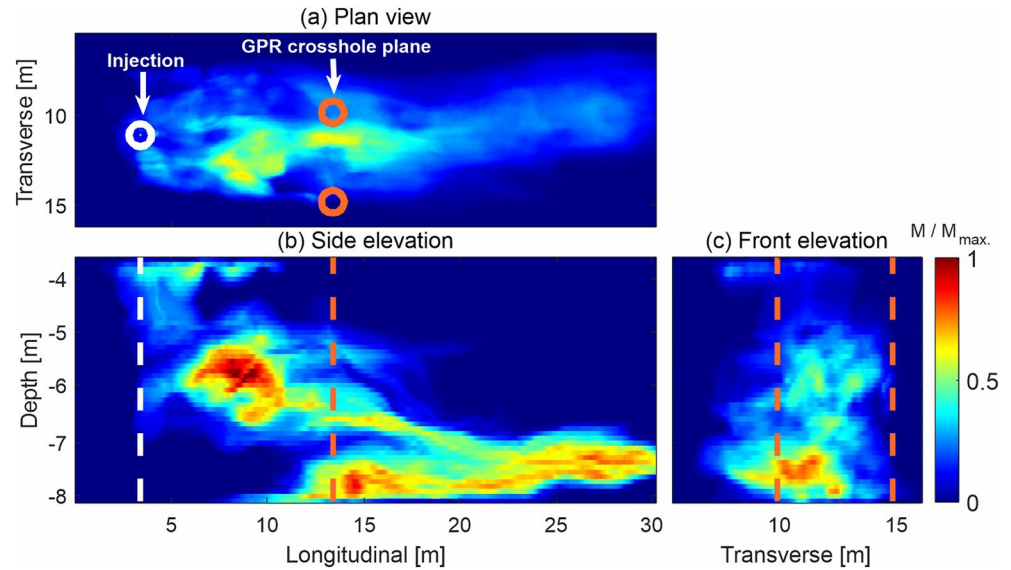 (a) Plan view
GPR crosshole plane
Injection
Transverse [m]
10
15
(b) Side elevation
(c) Front elevation
M / Mmax.
Depth [m]
-4
-5
-6
-7
-8
5
10
15
20
25
30
Longitudinal [m]
10
15
Transverse [m]
1
0.5
0